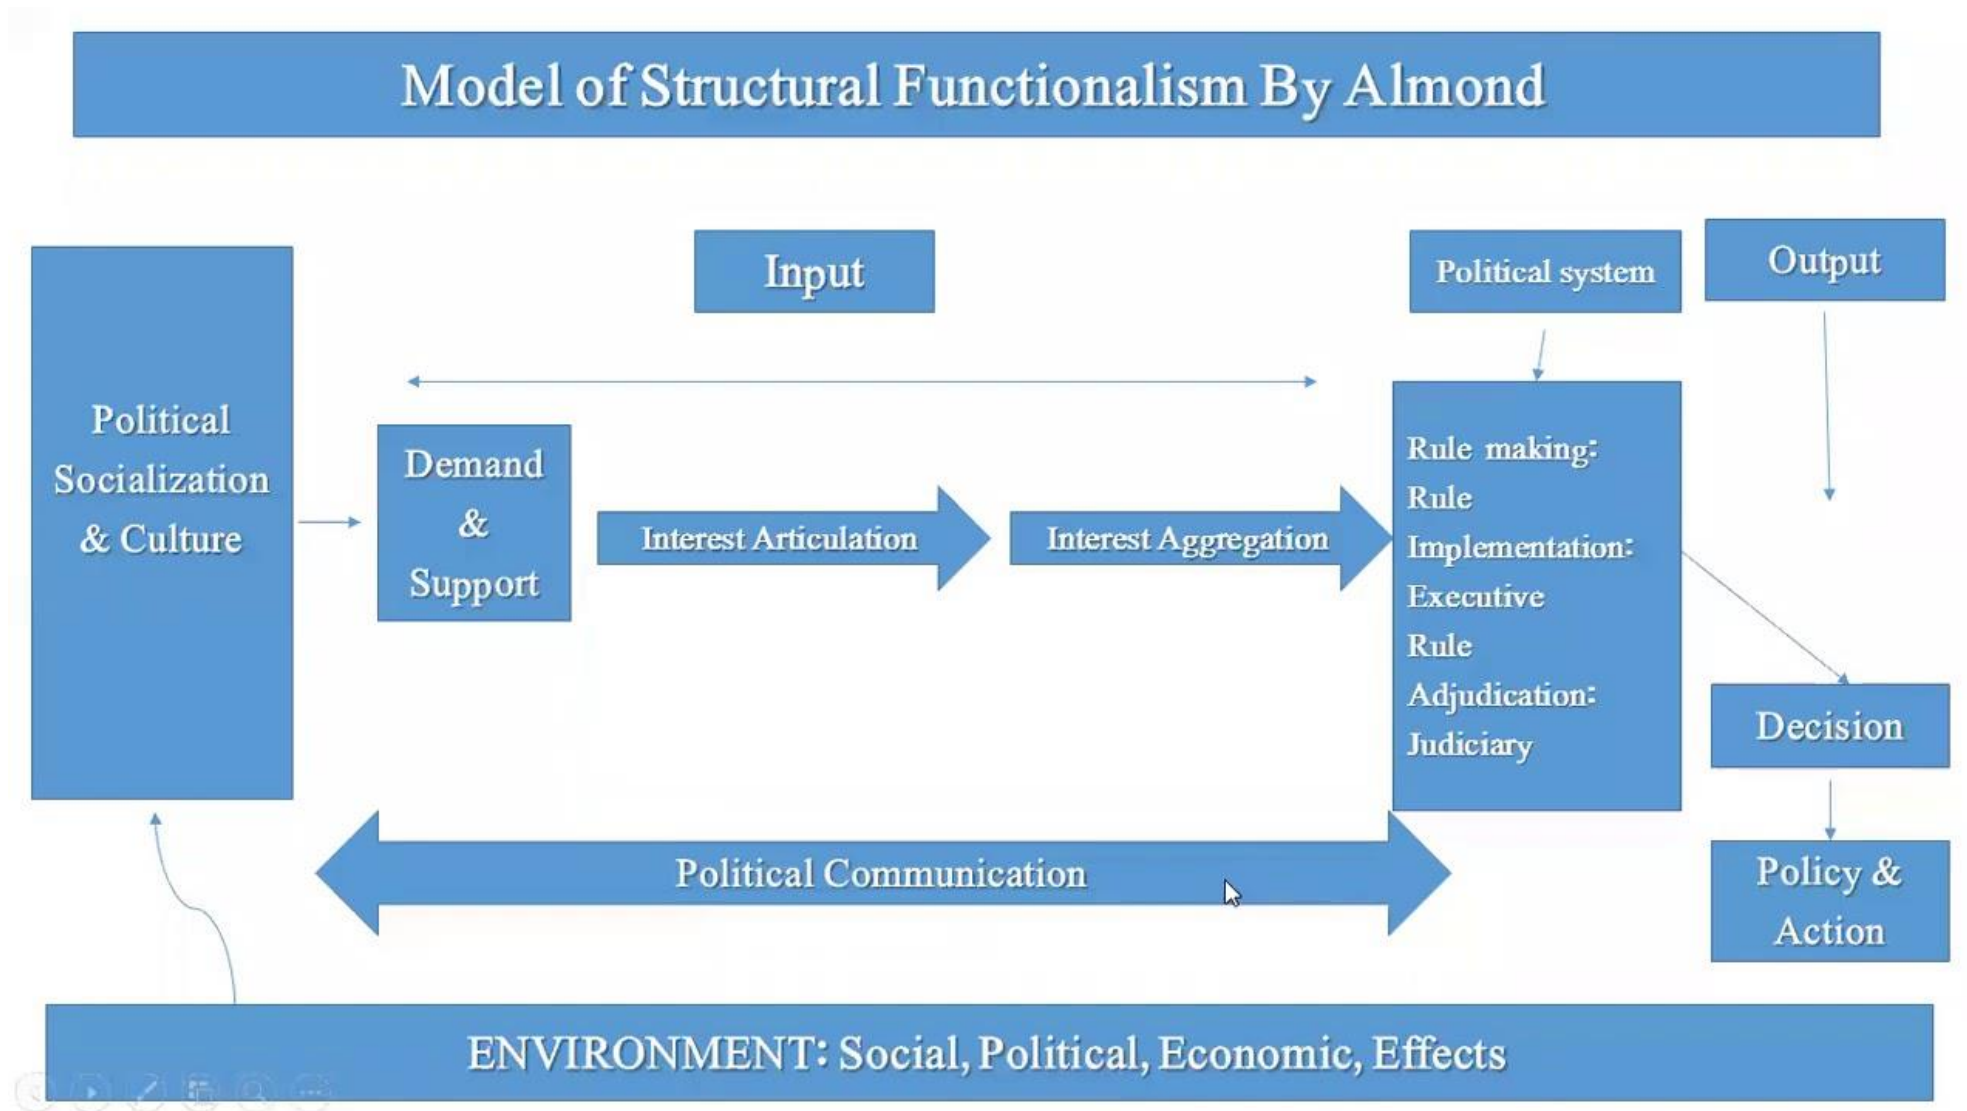 Model of Structural Functionalism By Almond
Input
Political system
Output
Political
Socialization
& Culture
Demand
&
Support
Interest Articulation
Interest Aggregation
Rule making:
Rule
Implementation:
Executive
Rule
Adjudication:
Judiciary
Decision
Policy &
Action
Political Communication
ENVIRONMENT: Social, Political, Economic, Effects